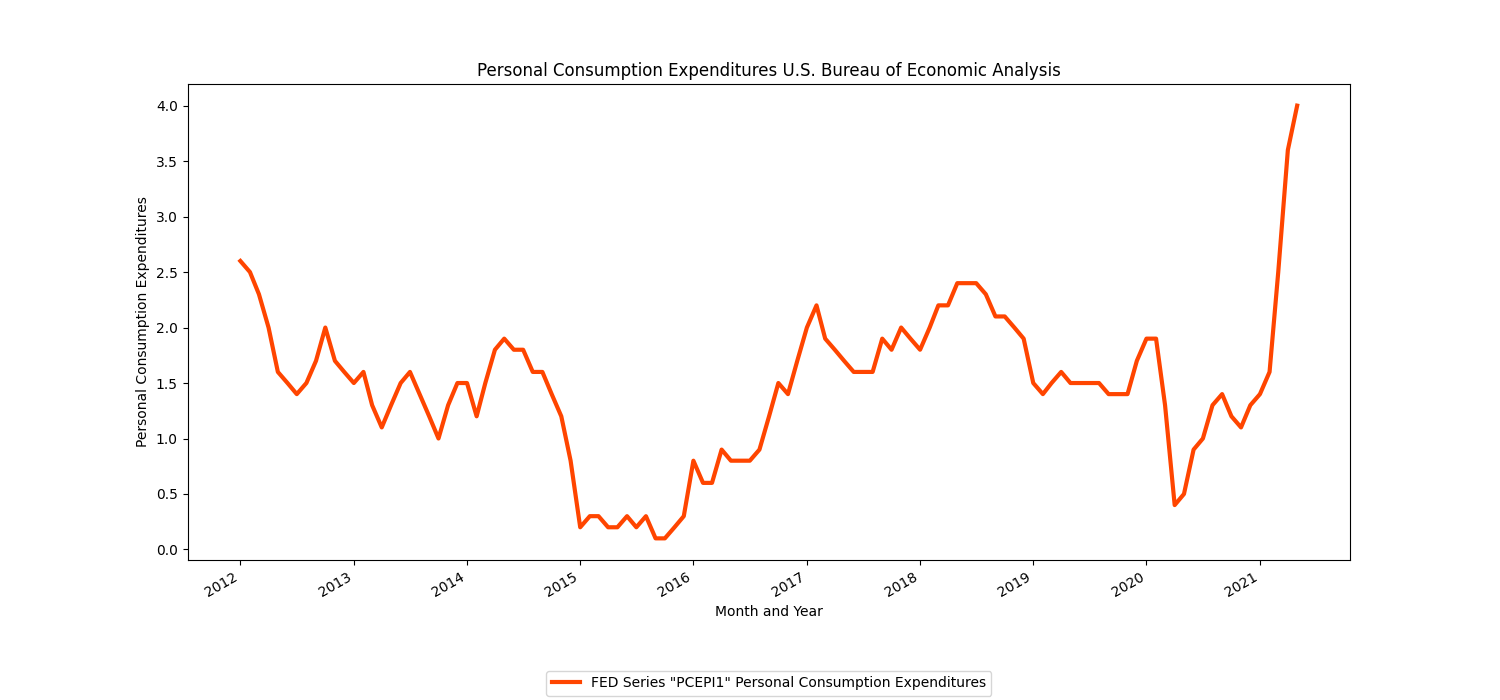 Personal Consumption Expenditures U.S. Bureau of Economic Analysis
4.0
3.5
3.0
2.5
2.0
1.5
1.0
0.5
0.0
Personal Consumption Expenditures
2012 2013 2014 2015 2016 2017 2018 2019 2020 2021
Month and Year
FED Series "PCEPI1" Personal Consumption Expenditures